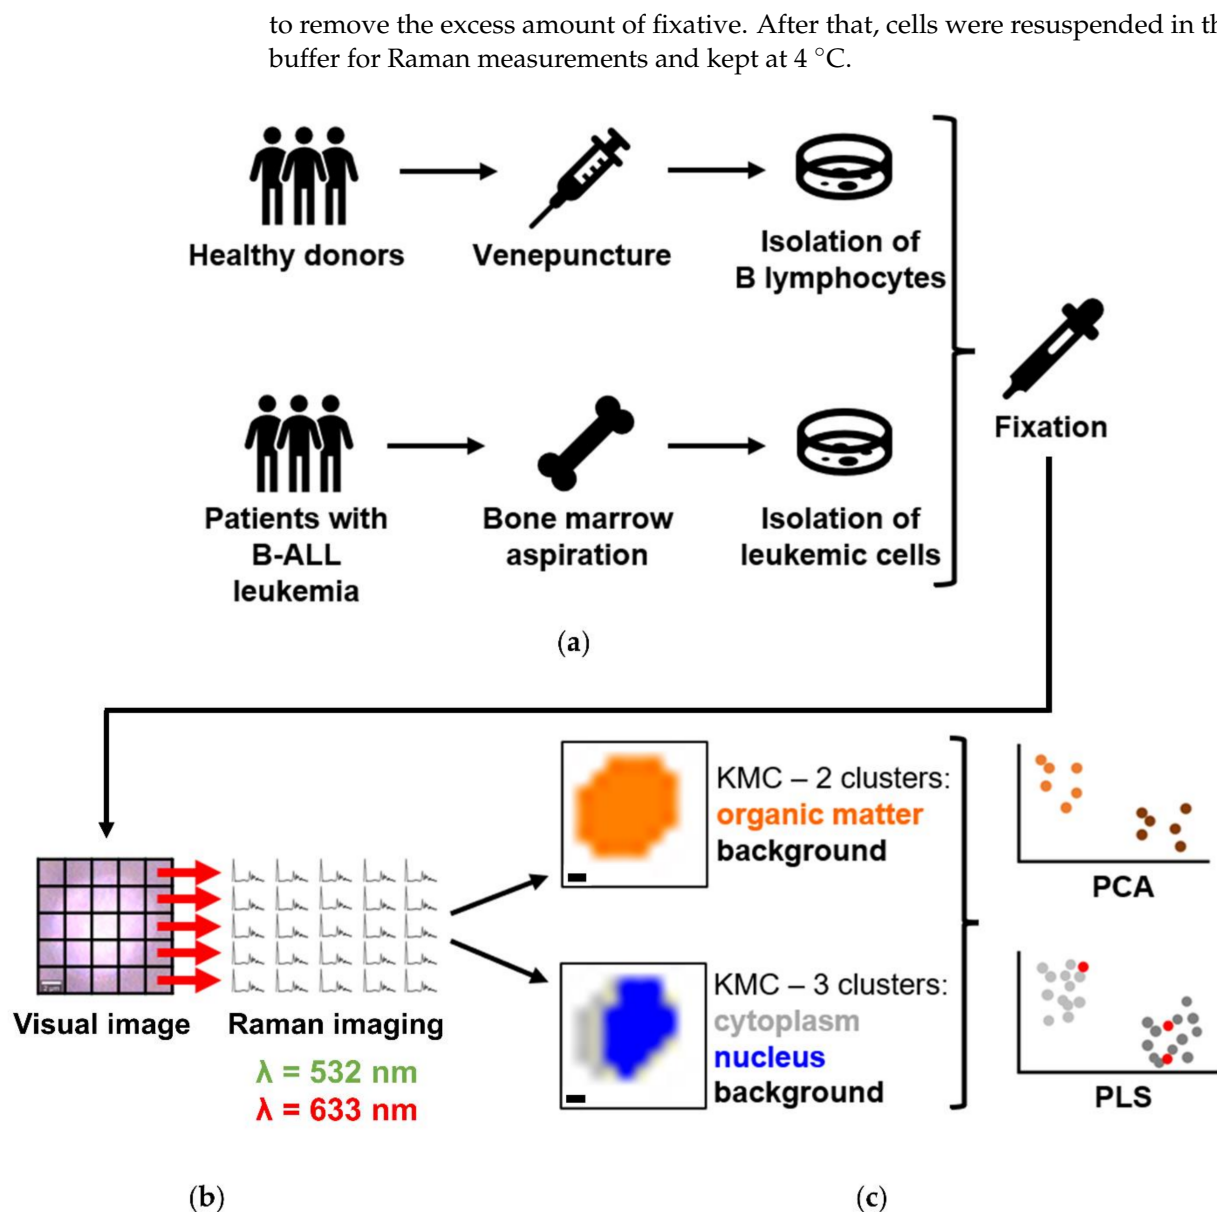 to remove the excess amount of fixative. After that, cells were resuspended in th
buffer for Raman measurements and kept at 4 °C.
Healthy donors
Venepuncture
Isolation of
B lymphocytes
Fixation
Patients with
B-ALL
leukemia
Bone marrow
aspiration
Isolation of
leukemic cells
(a)
KMC – 2 clusters:
organic matter
background
PCA
Visual image
Raman imaging
λ = 532 nm
λ = 633 nm
KMC – 3 clusters:
cytoplasm
nucleus
background
PLS
(b)
(c)